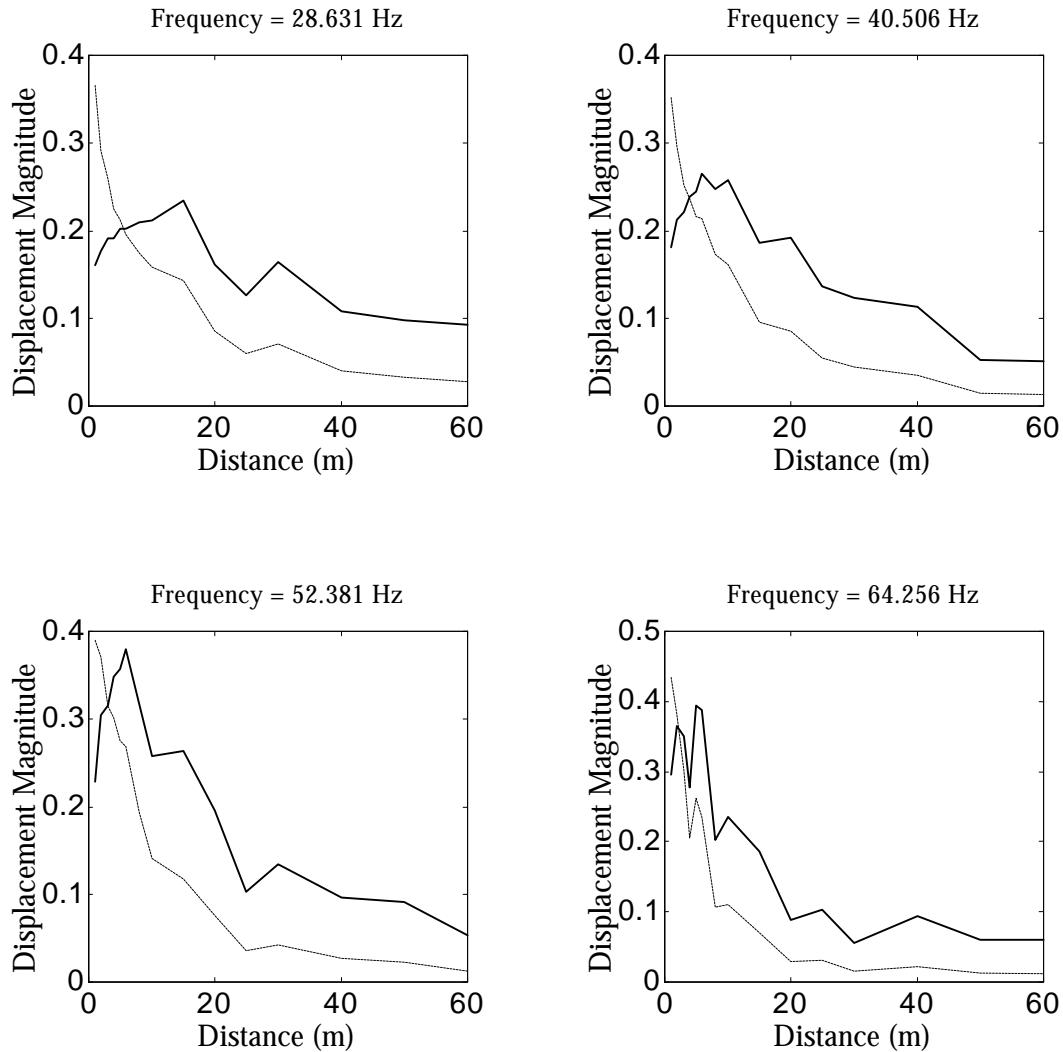 Frequency = 28.631 Hz
0.4
0.3
0.2
0.1
0
Displacement Magnitude
0 20 40 60
Distance (m)
Frequency = 40.506 Hz
0.4
0.3
0.2
0.1
0
Displacement Magnitude
0 20 40 60
Distance (m)
Frequency = 52.381 Hz
0.4
0.3
0.2
0.1
0
Displacement Magnitude
0 20 40 60
Distance (m)
Frequency = 64.256 Hz
0.5
0.4
0.3
0.2
0.1
0
Displacement Magnitude
0 20 40 60
Distance (m)